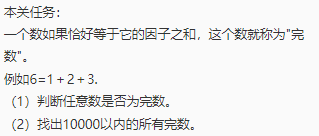 本关任务：
一个数如果恰好等于它的因子之和，这个数就称为"完
数"。
例如6=1＋2＋3.
（1）判断任意数是否为完数。
（2）找出10000以内的所有完数。